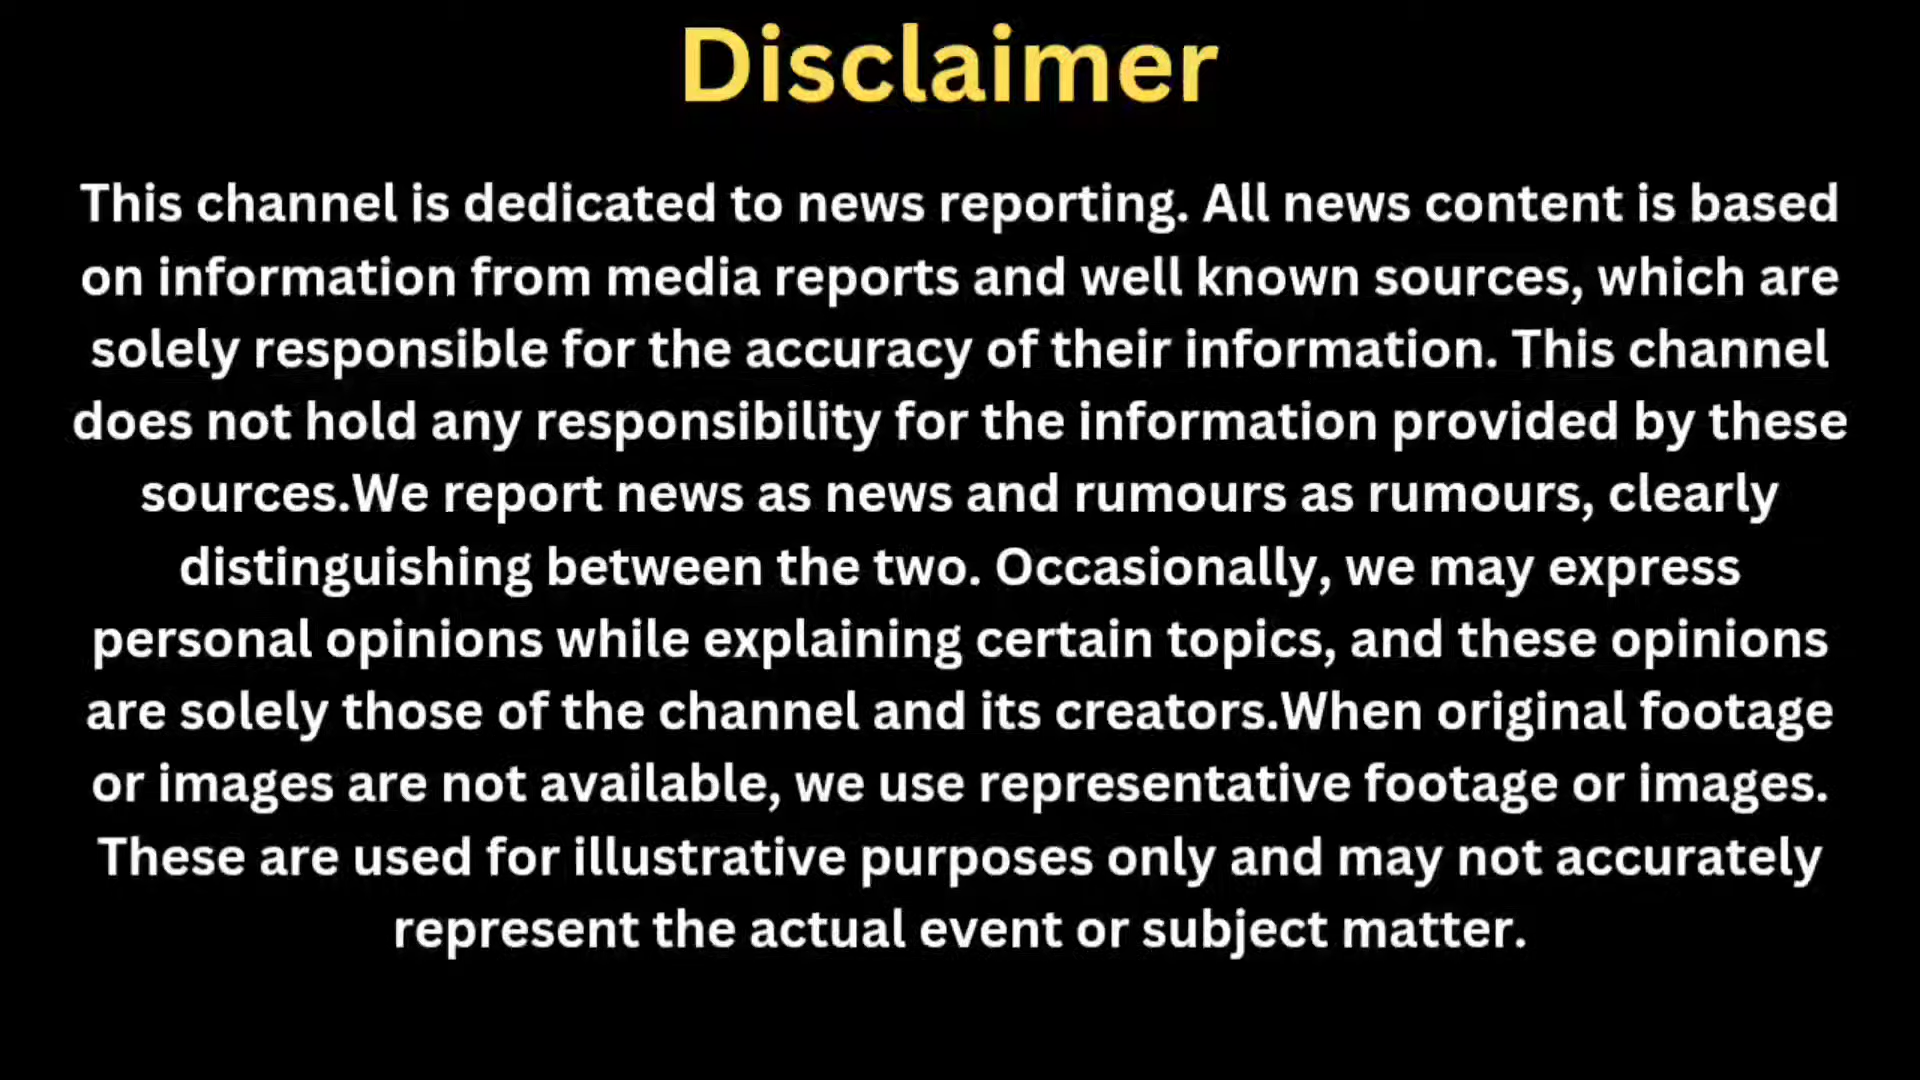 Disclaimer
This channel is dedicated to news reporting. All news content is based
on information from media reports and well known sources, which are
solely responsible for the accuracy of their information. This channel
does not hold any responsibility for the information provided by these
sources.We report news as news and rumours as rumours, clearly
distinguishing between the two. Occasionally, we may express
personal opinions while explaining certain topics, and these opinions
are solely those of the channel and its creators.When original footage
or images are not available, we use representative footage or images.
These are used for illustrative purposes only and may not accurately
represent the actual event or subject matter.